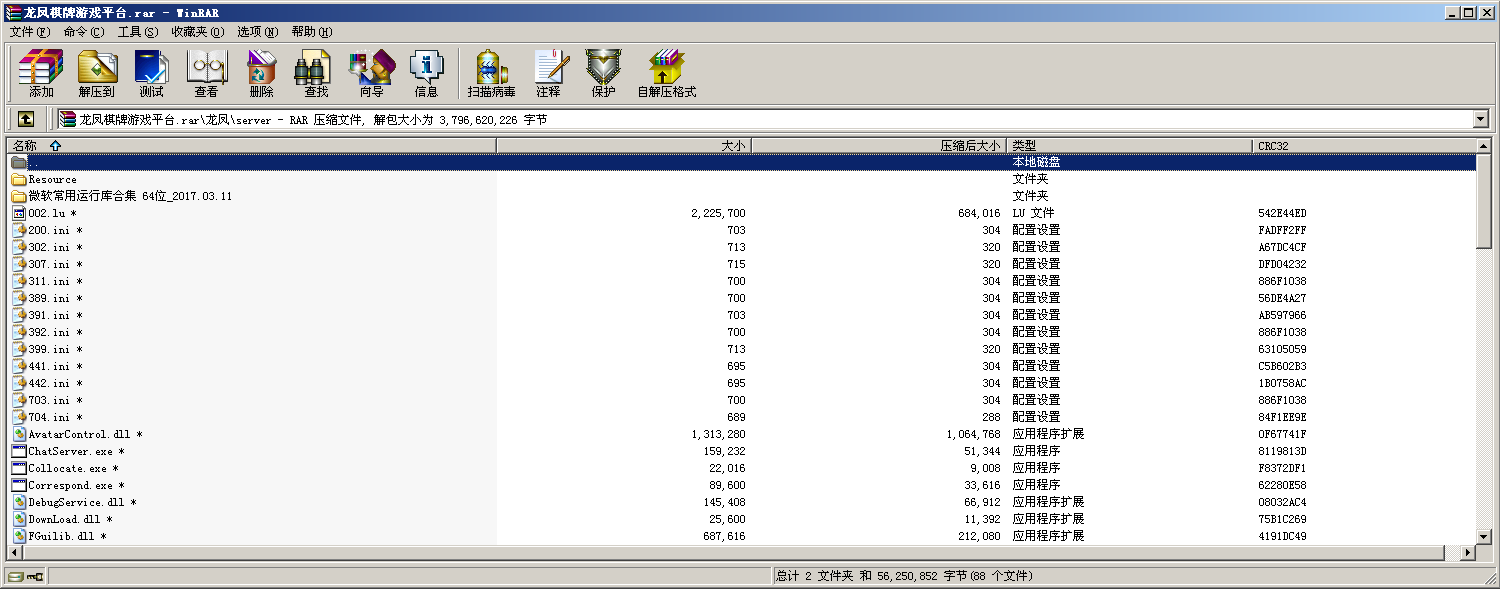 龙凤棋牌游戏平台.rar - WinRAR
文件(F) 命令(C) 工具(S) 收藏夹(O) 选项(N) 帮助(H)
添加 解压到 测试 查看 删除 查找 向导 信息 扫描病毒 注释 保护 自解压格式
龙凤棋牌游戏平台.rar\龙凤\server - RAR 压缩文件, 解包大小为 3,796,620,226 字节
名称 大小 压缩后大小 类型 CRC32
.. 本地磁盘
Resource 文件夹
微软常用运行库合集 64位_2017.03.11 文件夹
002.lu * 2,225,700 684,016 LU 文件 542E44ED
200.ini * 703 304 配置设置 FADFF2FF
302.ini * 713 320 配置设置 A67DC4CF
307.ini * 715 320 配置设置 DFD04232
311.ini * 700 304 配置设置 886F1038
389.ini * 700 304 配置设置 56DE4A27
391.ini * 703 304 配置设置 AB597966
392.ini * 700 304 配置设置 886F1038
399.ini * 713 320 配置设置 63105059
441.ini * 695 304 配置设置 C5B602B3
442.ini * 695 304 配置设置 1B0758AC
703.ini * 700 304 配置设置 886F1038
704.ini * 689 288 配置设置 84F1EE9E
AvatarControl.dll * 1,313,280 1,064,768 应用程序扩展 0F67741F
ChatServer.exe * 159,232 51,344 应用程序 8119813D
Collocate.exe * 22,016 9,008 应用程序 F8372DF1
Correspond.exe * 89,600 33,616 应用程序 62280E58
DebugService.dll * 145,408 66,912 应用程序扩展 08032AC4
DownLoad.dll * 25,600 11,392 应用程序扩展 75B1C269
FGuilib.dll * 687,616 212,080 应用程序扩展 4191DC49
总计 2 文件夹 和 56,250,852 字节(88 个文件)